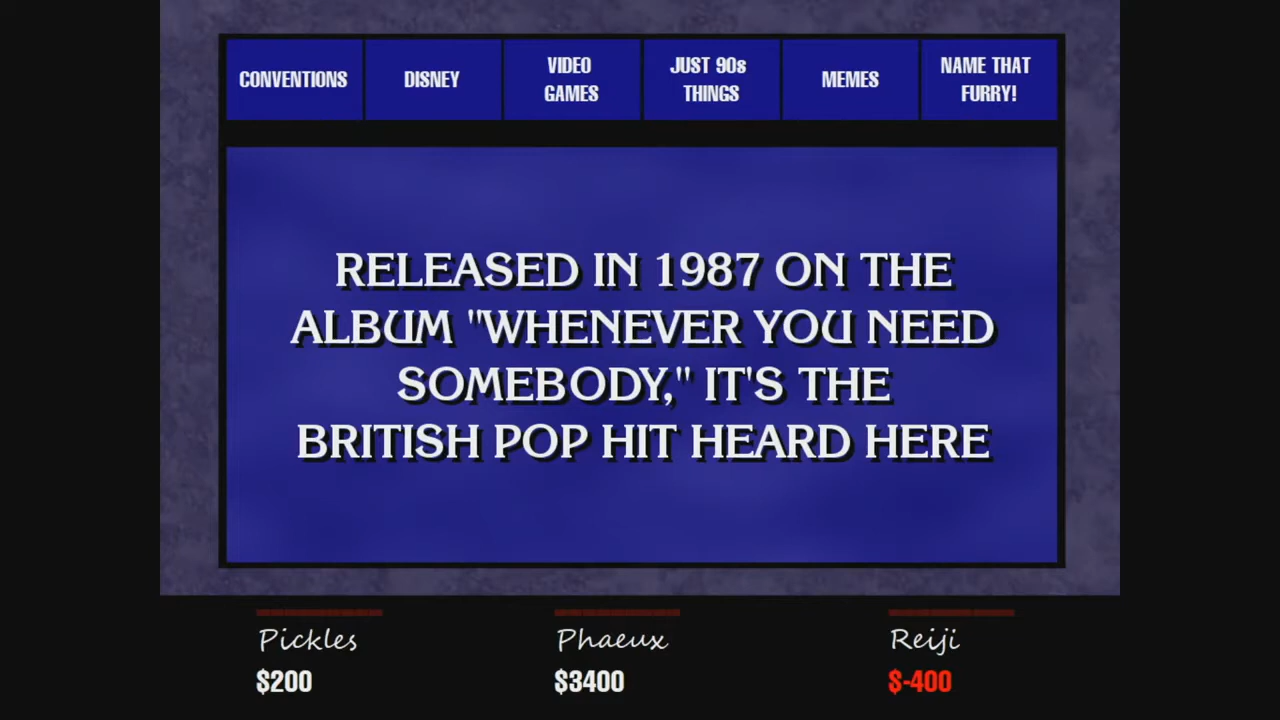 CONVENTIONS
DISNEY
VIDEO
GAMES
JUST 90s
THINGS
MEMES
NAME THAT
FURRY!
RELEASED IN 1987 ON THE
ALBUM "WHENEVER YOU NEED
SOMEBODY," IT'S THE
BRITISH POP HIT HEARD HERE
Pickles
$200
Phaeux
$3400
Reiji
$-400